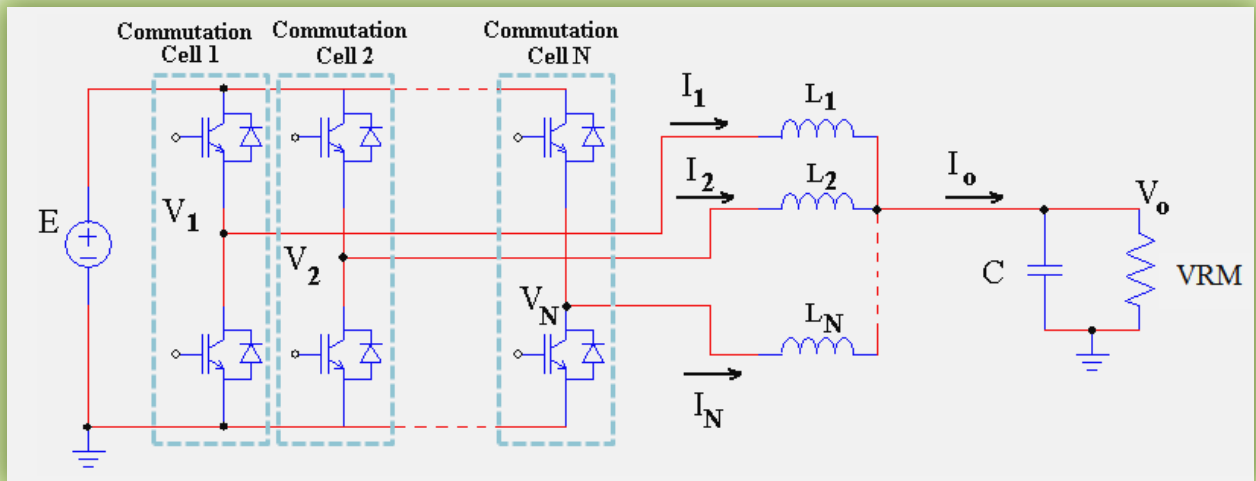 Commutation
Cell 1
Commutation
Cell 2
Commutation
Cell N
I1
L1
I2
L2
Io
Vo
V1
E
V2
C
VRM
VN
LN
IN